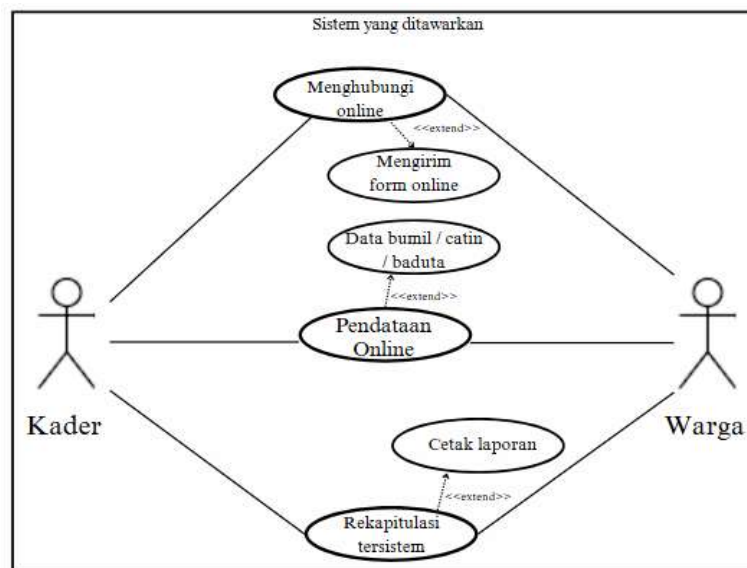 Sistem yang ditawarkan
Menghubungi
online
<<extend>>
Mengirim
form online
Data bumil / catin
/ baduta
<<extend>>
Pendataan
Online
Kader
Warga
Cetak laporan
<<extend>>
Rekapitulasi
tersistem